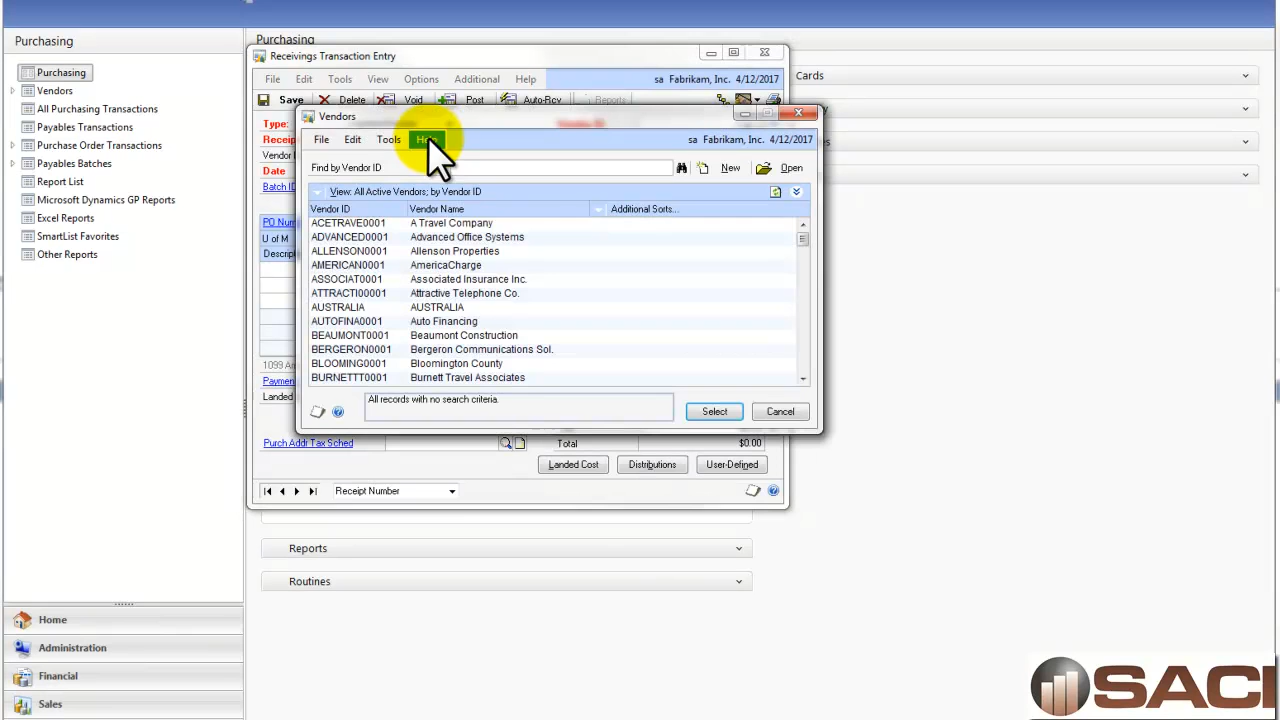 Purchasing
Purchasing
Vendors
All Purchasing Transactions
Payables Transactions
Purchase Order Transactions
Payables Batches
Report List
Microsoft Dynamics GP Reports
Excel Reports
SmartList Favorites
Other Reports
Home
Administration
Financial
Sales
Purchasing
Cards
Receivings Transaction Entry
File Edit Tools View Options Additional Help
sa Fabrikam, Inc. 4/12/2017
Save Delete Void Post Auto-Rcv Reports
Type:
Receip
Vendor
Date
Batch ID
PO Num
U of M
Descrip
1099 Am
Paymen
Landed
Vendors
File Edit Tools Help
sa Fabrikam, Inc. 4/12/2017
Find by Vendor ID
New Open
View: All Active Vendors; by Vendor ID
Vendor ID Vendor Name Additional Sorts...
ACETRAVE0001 A Travel Company
ADVANCED0001 Advanced Office Systems
ALLENSON0001 Allenson Properties
AMERICAN0001 AmericaCharge
ASSOCIAT0001 Associated Insurance Inc.
ATTRACTI00001 Attractive Telephone Co.
AUSTRALIA AUSTRALIA
AUTOFINA0001 Auto Financing
BEAUMONT0001 Beaumont Construction
BERGERON0001 Bergeron Communications Sol.
BLOOMING0001 Bloomington County
BURNETTT0001 Burnett Travel Associates
All records with no search criteria.
Select Cancel
Purch Addr Tax Sched
Total $0.00
Landed Cost Distributions User-Defined
Receipt Number
Reports
Routines
SACI